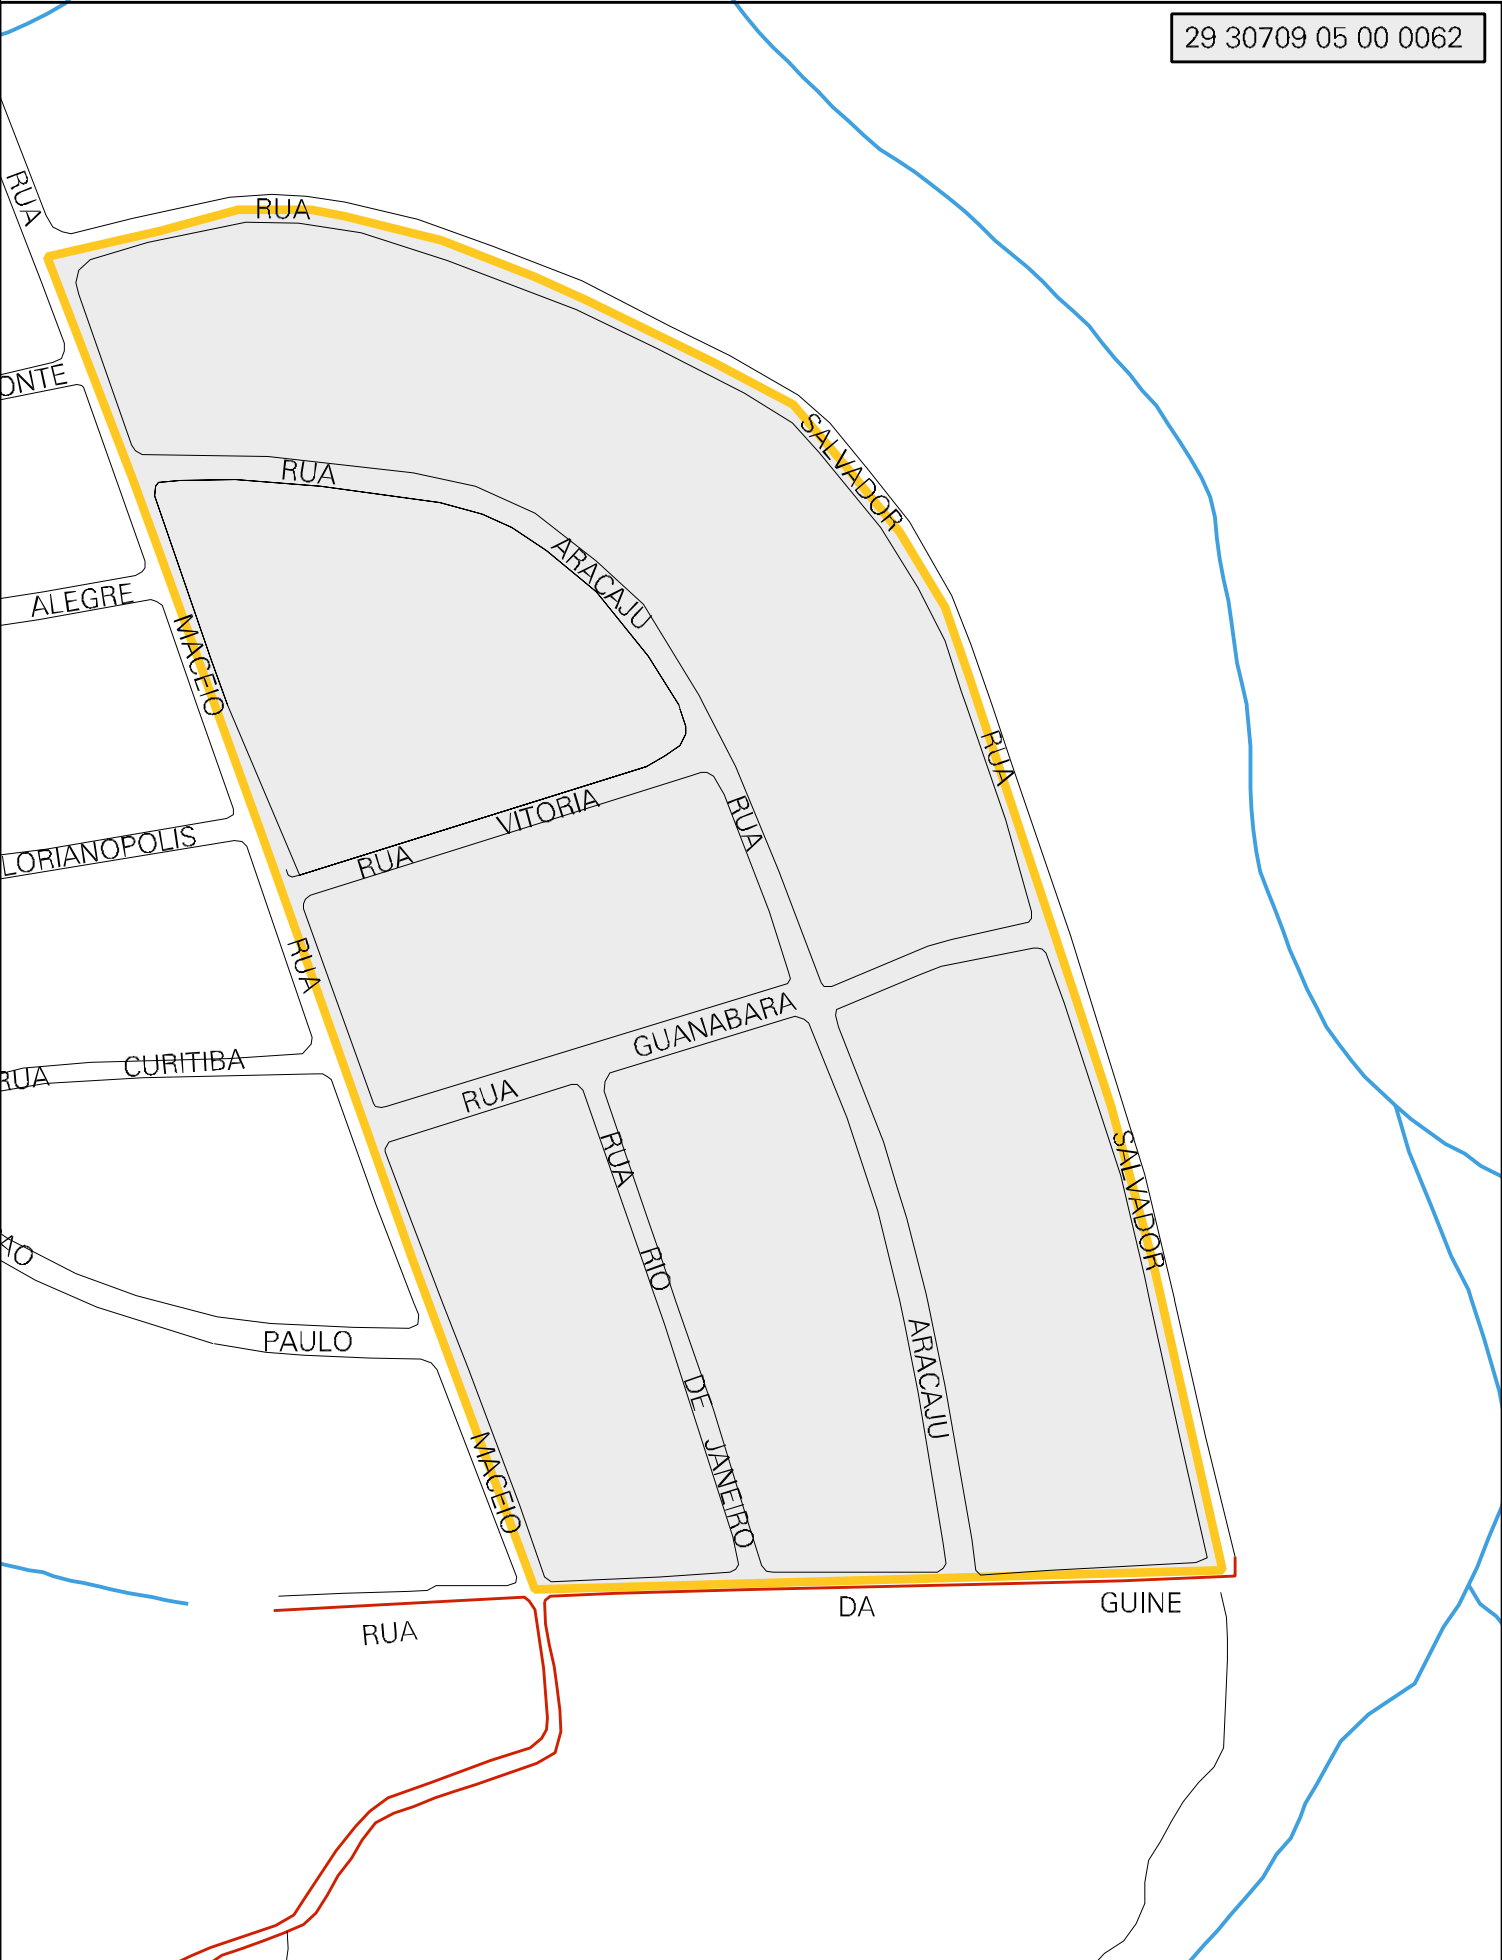 29 30709 05 00 0062
RUA
RUA
ONTE
SALVADOR
RUA
ARACAJU
ALEGRE
MACEIO
RUA
VITORIA
RUA
RUA
LORIANOPOLIS
RUA
GUANABARA
RUA
CURITIBA
RUA
RUA
SALVADOR
AO
RIO
PAULO
ARACAJU
DE JANEIRO
MACEIO
DA
GUINE
RUA